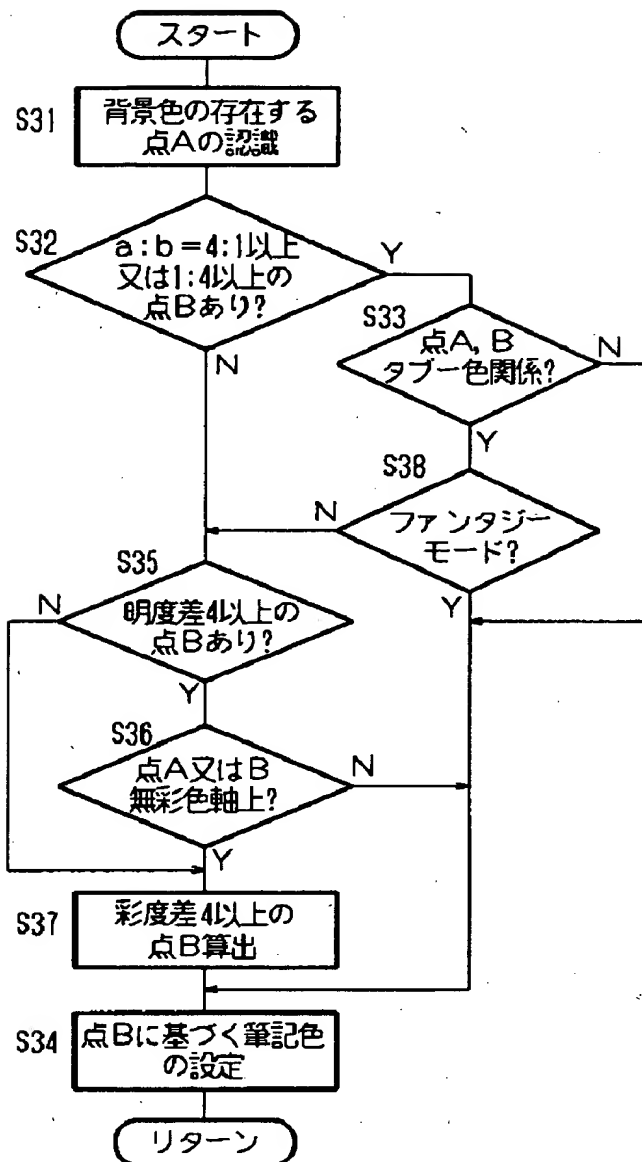 スタート
S31
背景色の存在する
点Aの認識
S32
a:b=4:1以上
又は1:4以上の
点Bあり?
Y
N
S33
点A,B
タブー色関係?
N
Y
S38
ファンタジー
モード?
N
Y
S35
明度差4以上の
点Bあり?
N
Y
S36
点A又はB
無彩色軸上?
N
Y
S37
彩度差4以上の
点B算出
S34
点Bに基づく筆記色
の設定
リターン